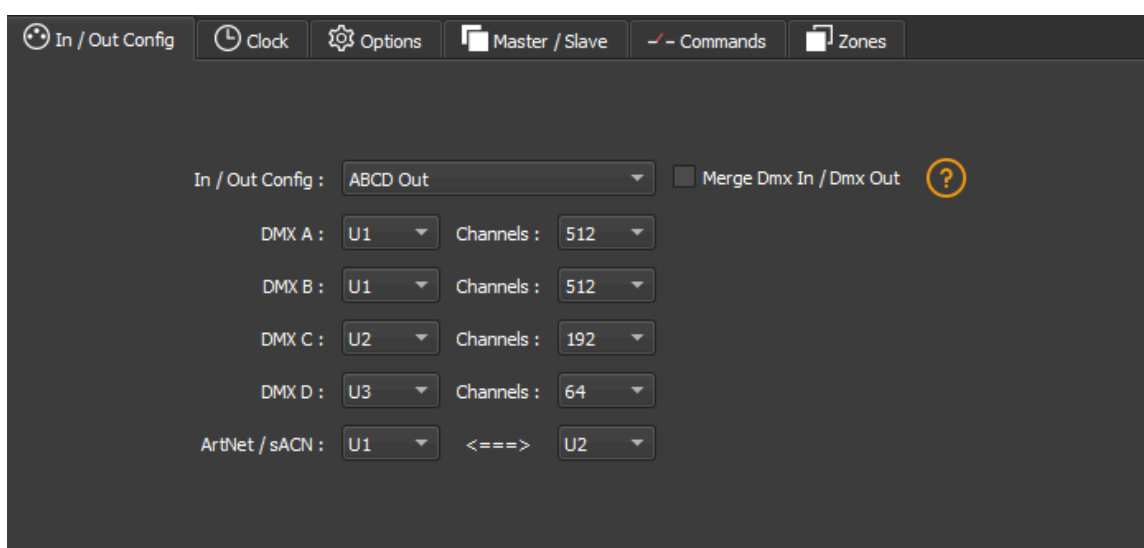 In / Out Config Clock Options Master / Slave Commands Zones
In / Out Config : ABCD Out Merge Dmx In / Dmx Out ?
DMX A : U1 Channels : 512
DMX B : U1 Channels : 512
DMX C : U2 Channels : 192
DMX D : U3 Channels : 64
ArtNet / sACN : U1 <===> U2